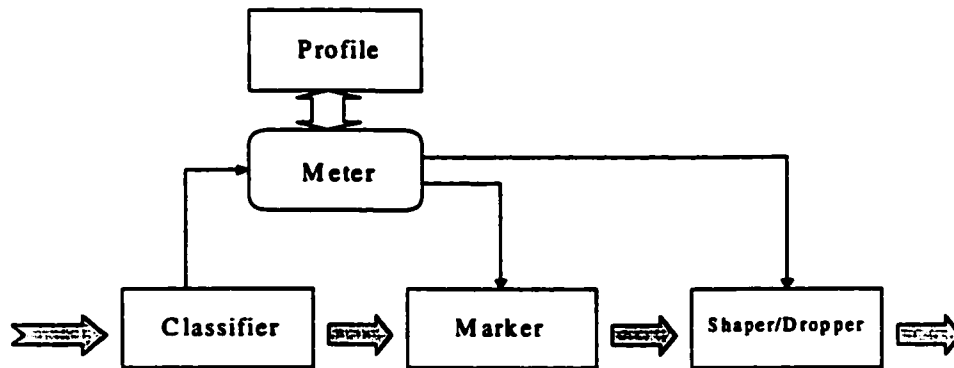 Profile
Meter
Classifier
Marker
Shaper/Dropper